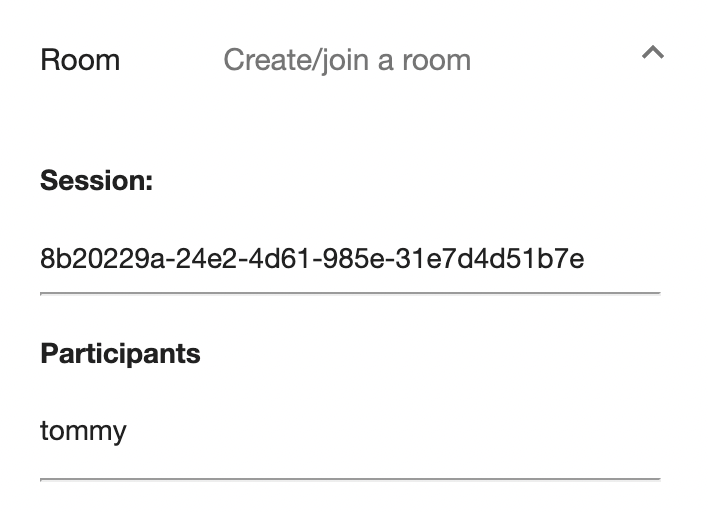 Room Create/join a room
Session:
8b20229a-24e2-4d61-985e-31e7d4d51b7e
Participants
tommy